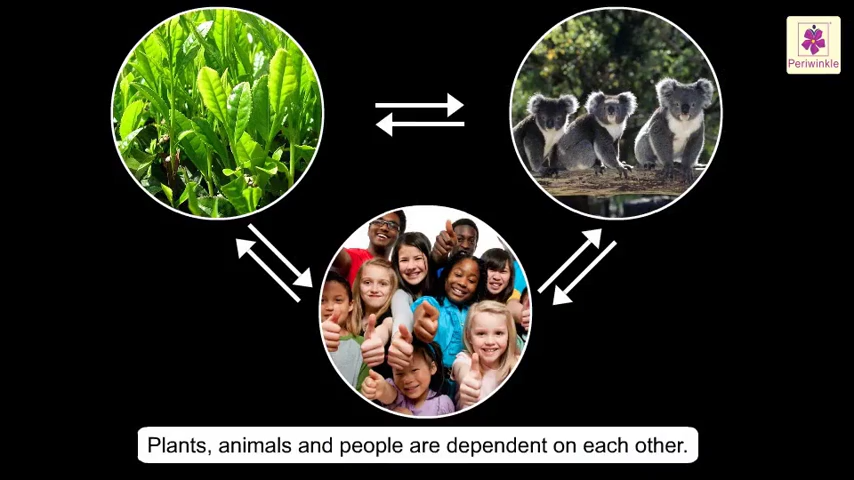 Periwinkle
Plants, animals and people are dependent on each other.